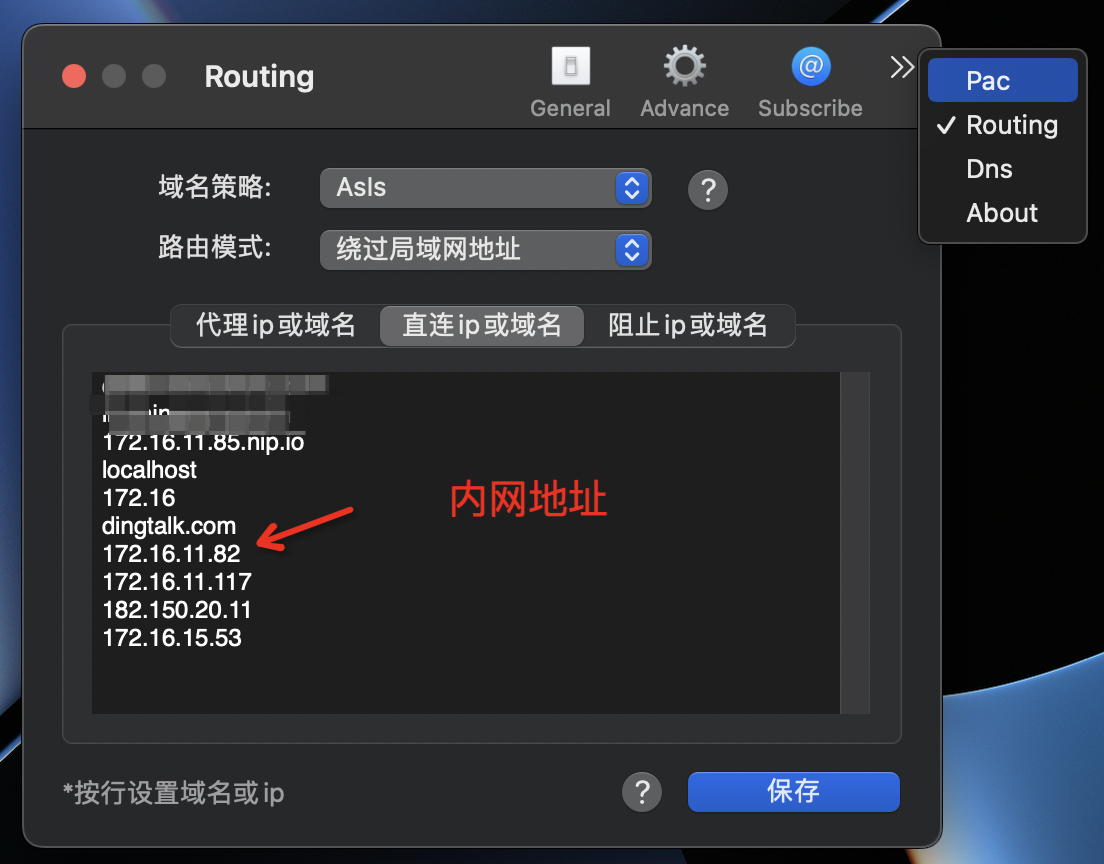 Routing
General
Advance
Subscribe
Pac
Routing
Dns
About
域名策略:
AsIs
?
路由模式:
绕过局域网地址
代理ip或域名
直连ip或域名
阻止ip或域名
172.16.11.85.nip.io
localhost
172.16
内网地址
dingtalk.com
172.16.11.82
172.16.11.117
182.150.20.11
172.16.15.53
*按行设置域名或ip
?
保存